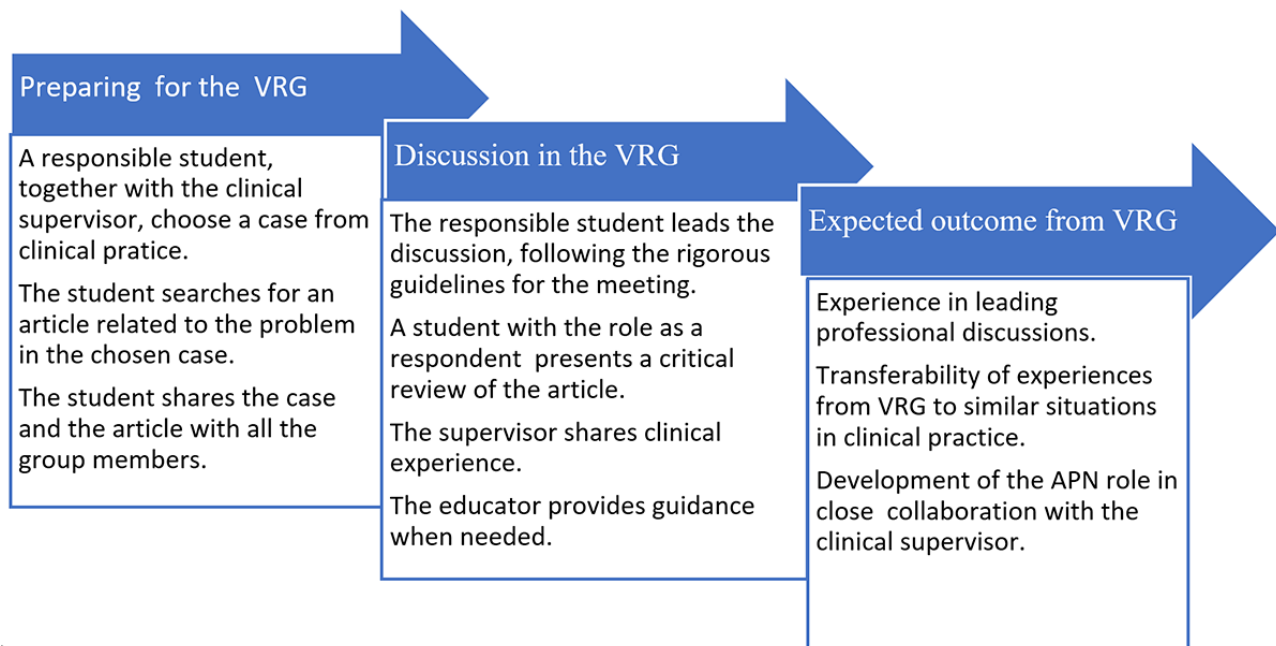 Preparing for the VRG
A responsible student,
together with the clinical
supervisor, choose a case from
clinical pratice.
The student searches for an
article related to the problem
in the chosen case.
The student shares the case
and the article with all the
group members.
Discussion in the VRG
The responsible student leads the
discussion, following the rigorous
guidelines for the meeting.
A student with the role as a
respondent presents a critical
review of the article.
The supervisor shares clinical
experience.
The educator provides guidance
when needed.
Expected outcome from VRG
Experience in leading
professional discussions.
Transferability of experiences
from VRG to similar situations
in clinical practice.
Development of the APN role in
close collaboration with the
clinical supervisor.